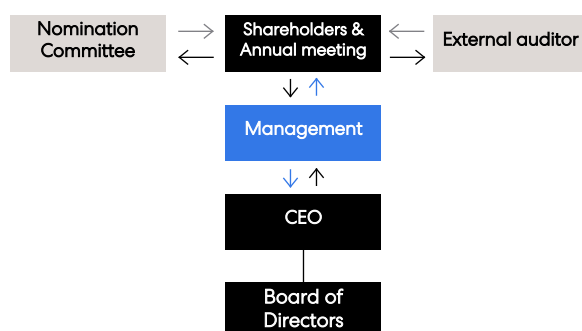 Nomination
Committee
Shareholders &
Annual meeting
External auditor
Management
CEO
Board of
Directors